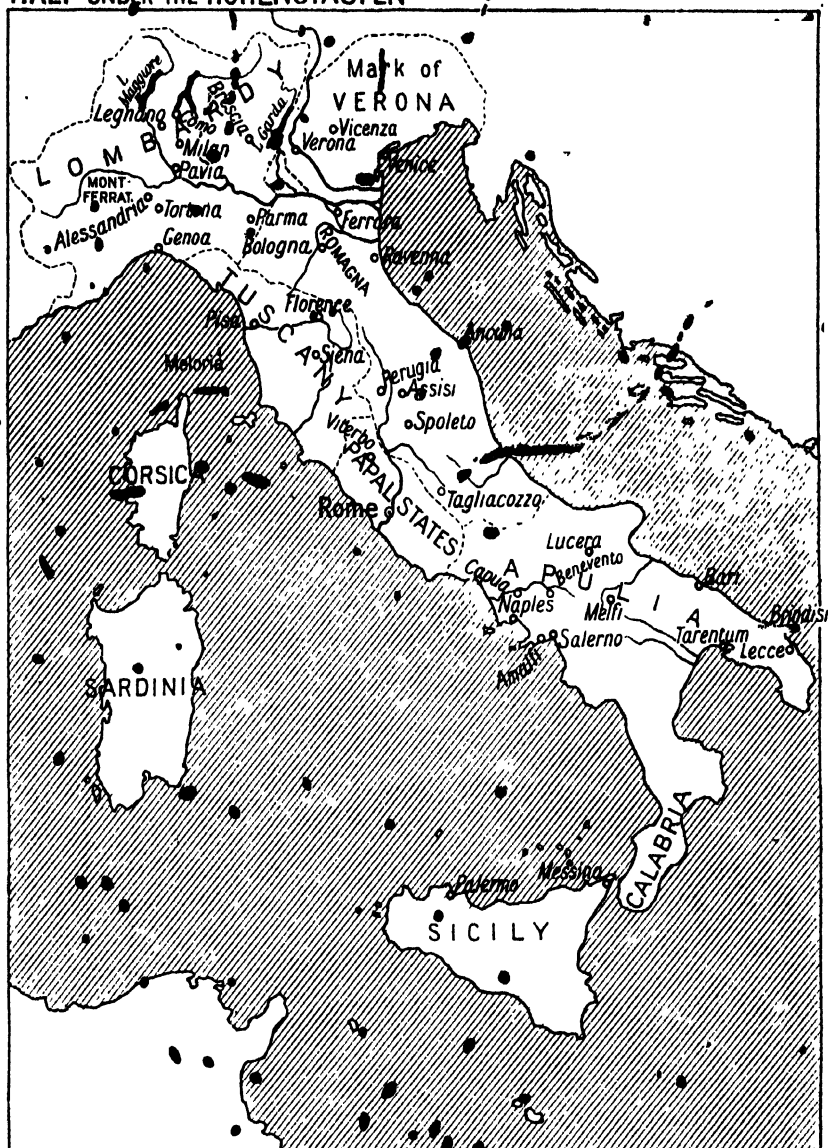 ITALY UNDER THE HOHENSTAUFEN
Mark of
VERONA
L. Maggiore
LOMBARDY
Legnano
Como
Brescia
L. Garda
Vicenza
Verona
Venice
Milan
Pavia
MONT-
FERRAT.
Alessandria
Tortona
Parma
Ferrara
Genoa
Bologna
ROMAGNA
Ravenna
TUSCANY
Florence
Pisa
Ancona
Siena
Meloria
Perugia
Assisi
Viterbo
Spoleto
CORSICA
PAPAL STATES
Tagliacozzo
Rome
Lucera
APULIA
Capua
Benevento
Bari
Naples
Melfi
Brindisi
Salerno
Tarentum
Lecce
Amalfi
SARDINIA
CALABRIA
Messina
Palermo
SICILY